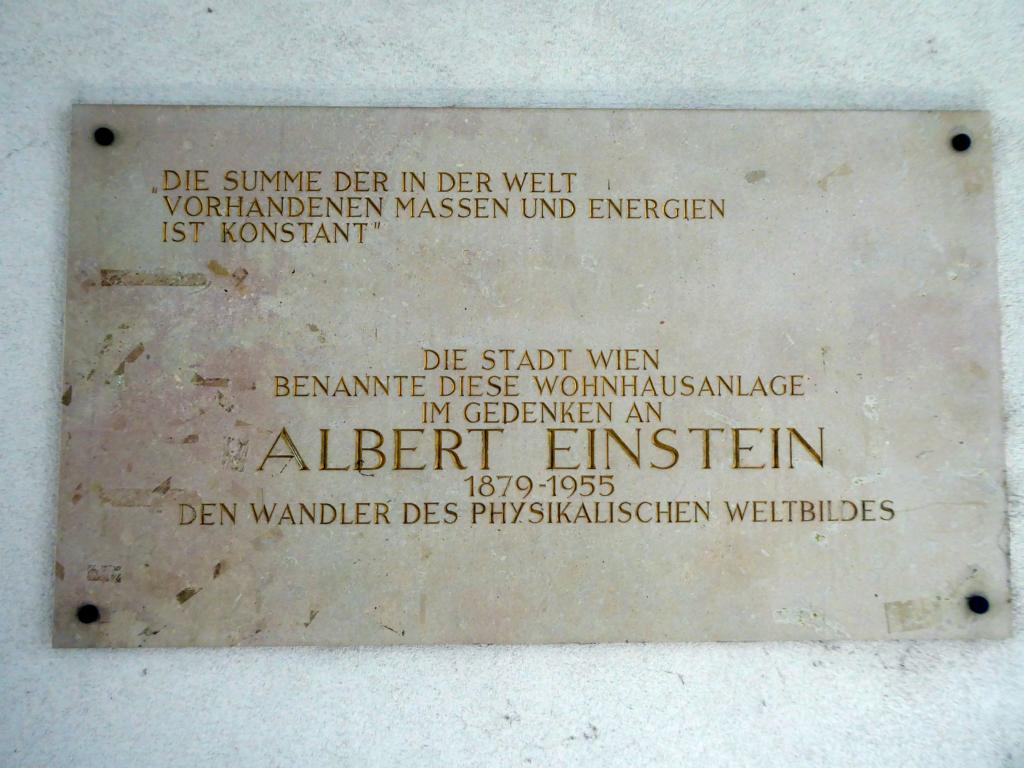 „DIE SUMME DER IN DER WELT
VORHANDENEN MASSEN UND ENERGIEN
IST KONSTANT"
DIE STADT WIEN
BENANNTE DIESE WOHNHAUSANLAGE
IM GEDENKEN AN
ALBERT EINSTEIN
1879-1955
DEN WANDLER DES PHYSIKALISCHEN WELTBILDES